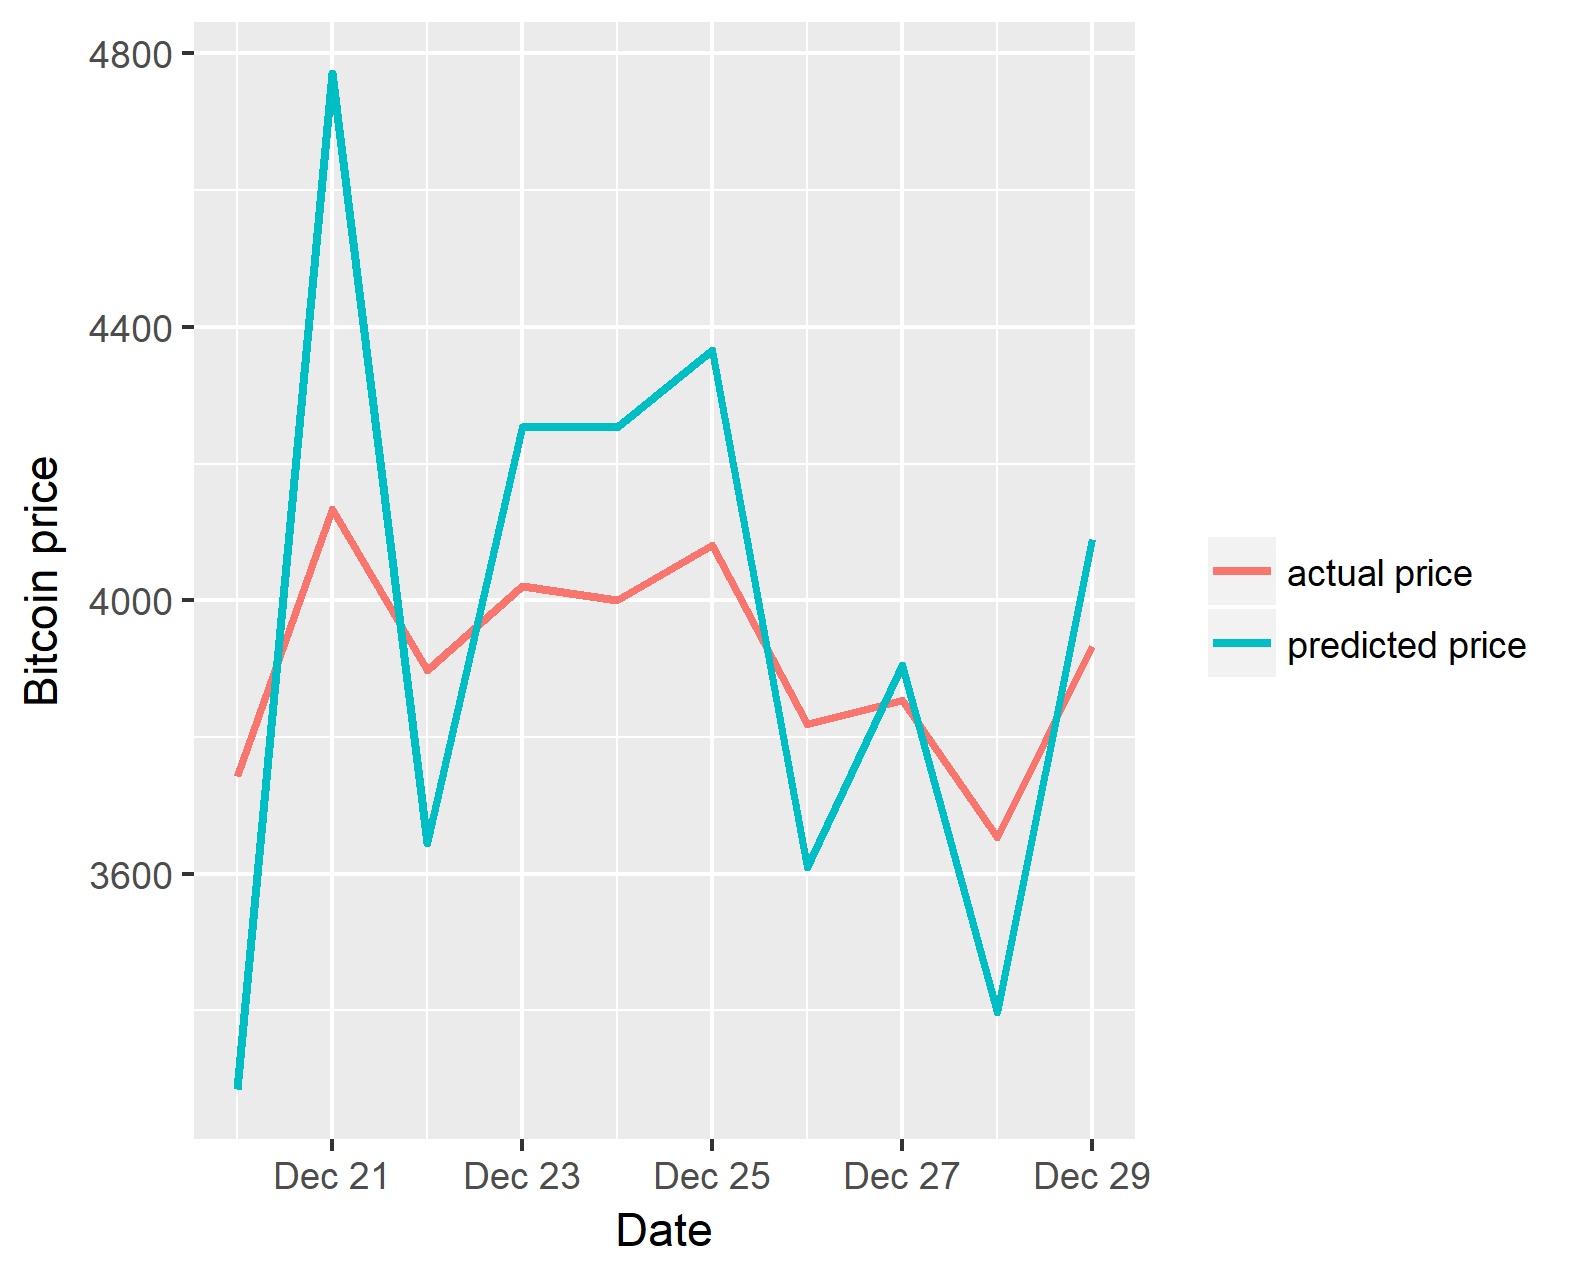 4800
4400
4000
3600
Bitcoin price
Dec 21 Dec 23 Dec 25 Dec 27 Dec 29
Date
actual price
predicted price